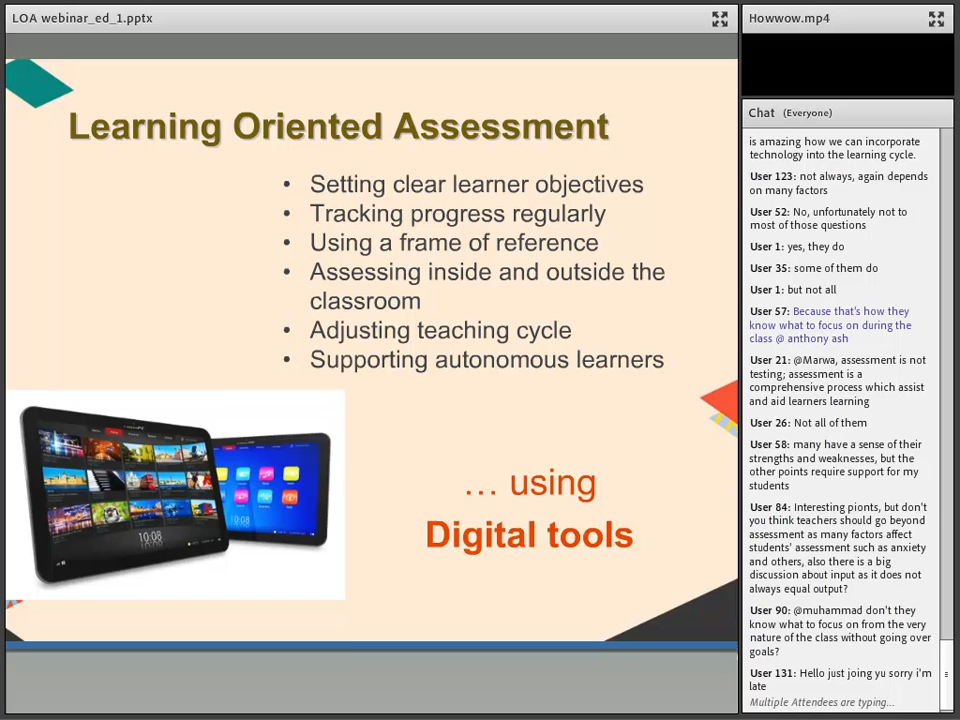 LOA webinar_ed_1.pptx
Learning Oriented Assessment
• Setting clear learner objectives
• Tracking progress regularly
• Using a frame of reference
• Assessing inside and outside the
classroom
• Adjusting teaching cycle
• Supporting autonomous learners
10:08
10:08
... using
Digital tools
Howwow.mp4
Chat (Everyone)
is amazing how we can incorporate
technology into the learning cycle.
User 123: not always, again depends
on many factors
User 52: No, unfortunately not to
most of those questions
User 1: yes, they do
User 35: some of them do
User 1: but not all
User 57: Because that's how they
know what to focus on during the
class @ anthony ash
User 21: @Marwa, assessment is not
testing; assessment is a
comprehensive process which assist
and aid learners learning
User 26: Not all of them
User 58: many have a sense of their
strengths and weaknesses, but the
other points require support for my
students
User 84: Interesting pionts, but don't
you think teachers should go beyond
assessment as many factors affect
students' assessment such as anxiety
and others, also there is a big
discussion about input as it does not
always equal output?
User 90: @muhammad don't they
know what to focus on from the very
nature of the class without going over
goals?
User 131: Hello just joing yu sorry i'm
late
Multiple Attendees are typing...